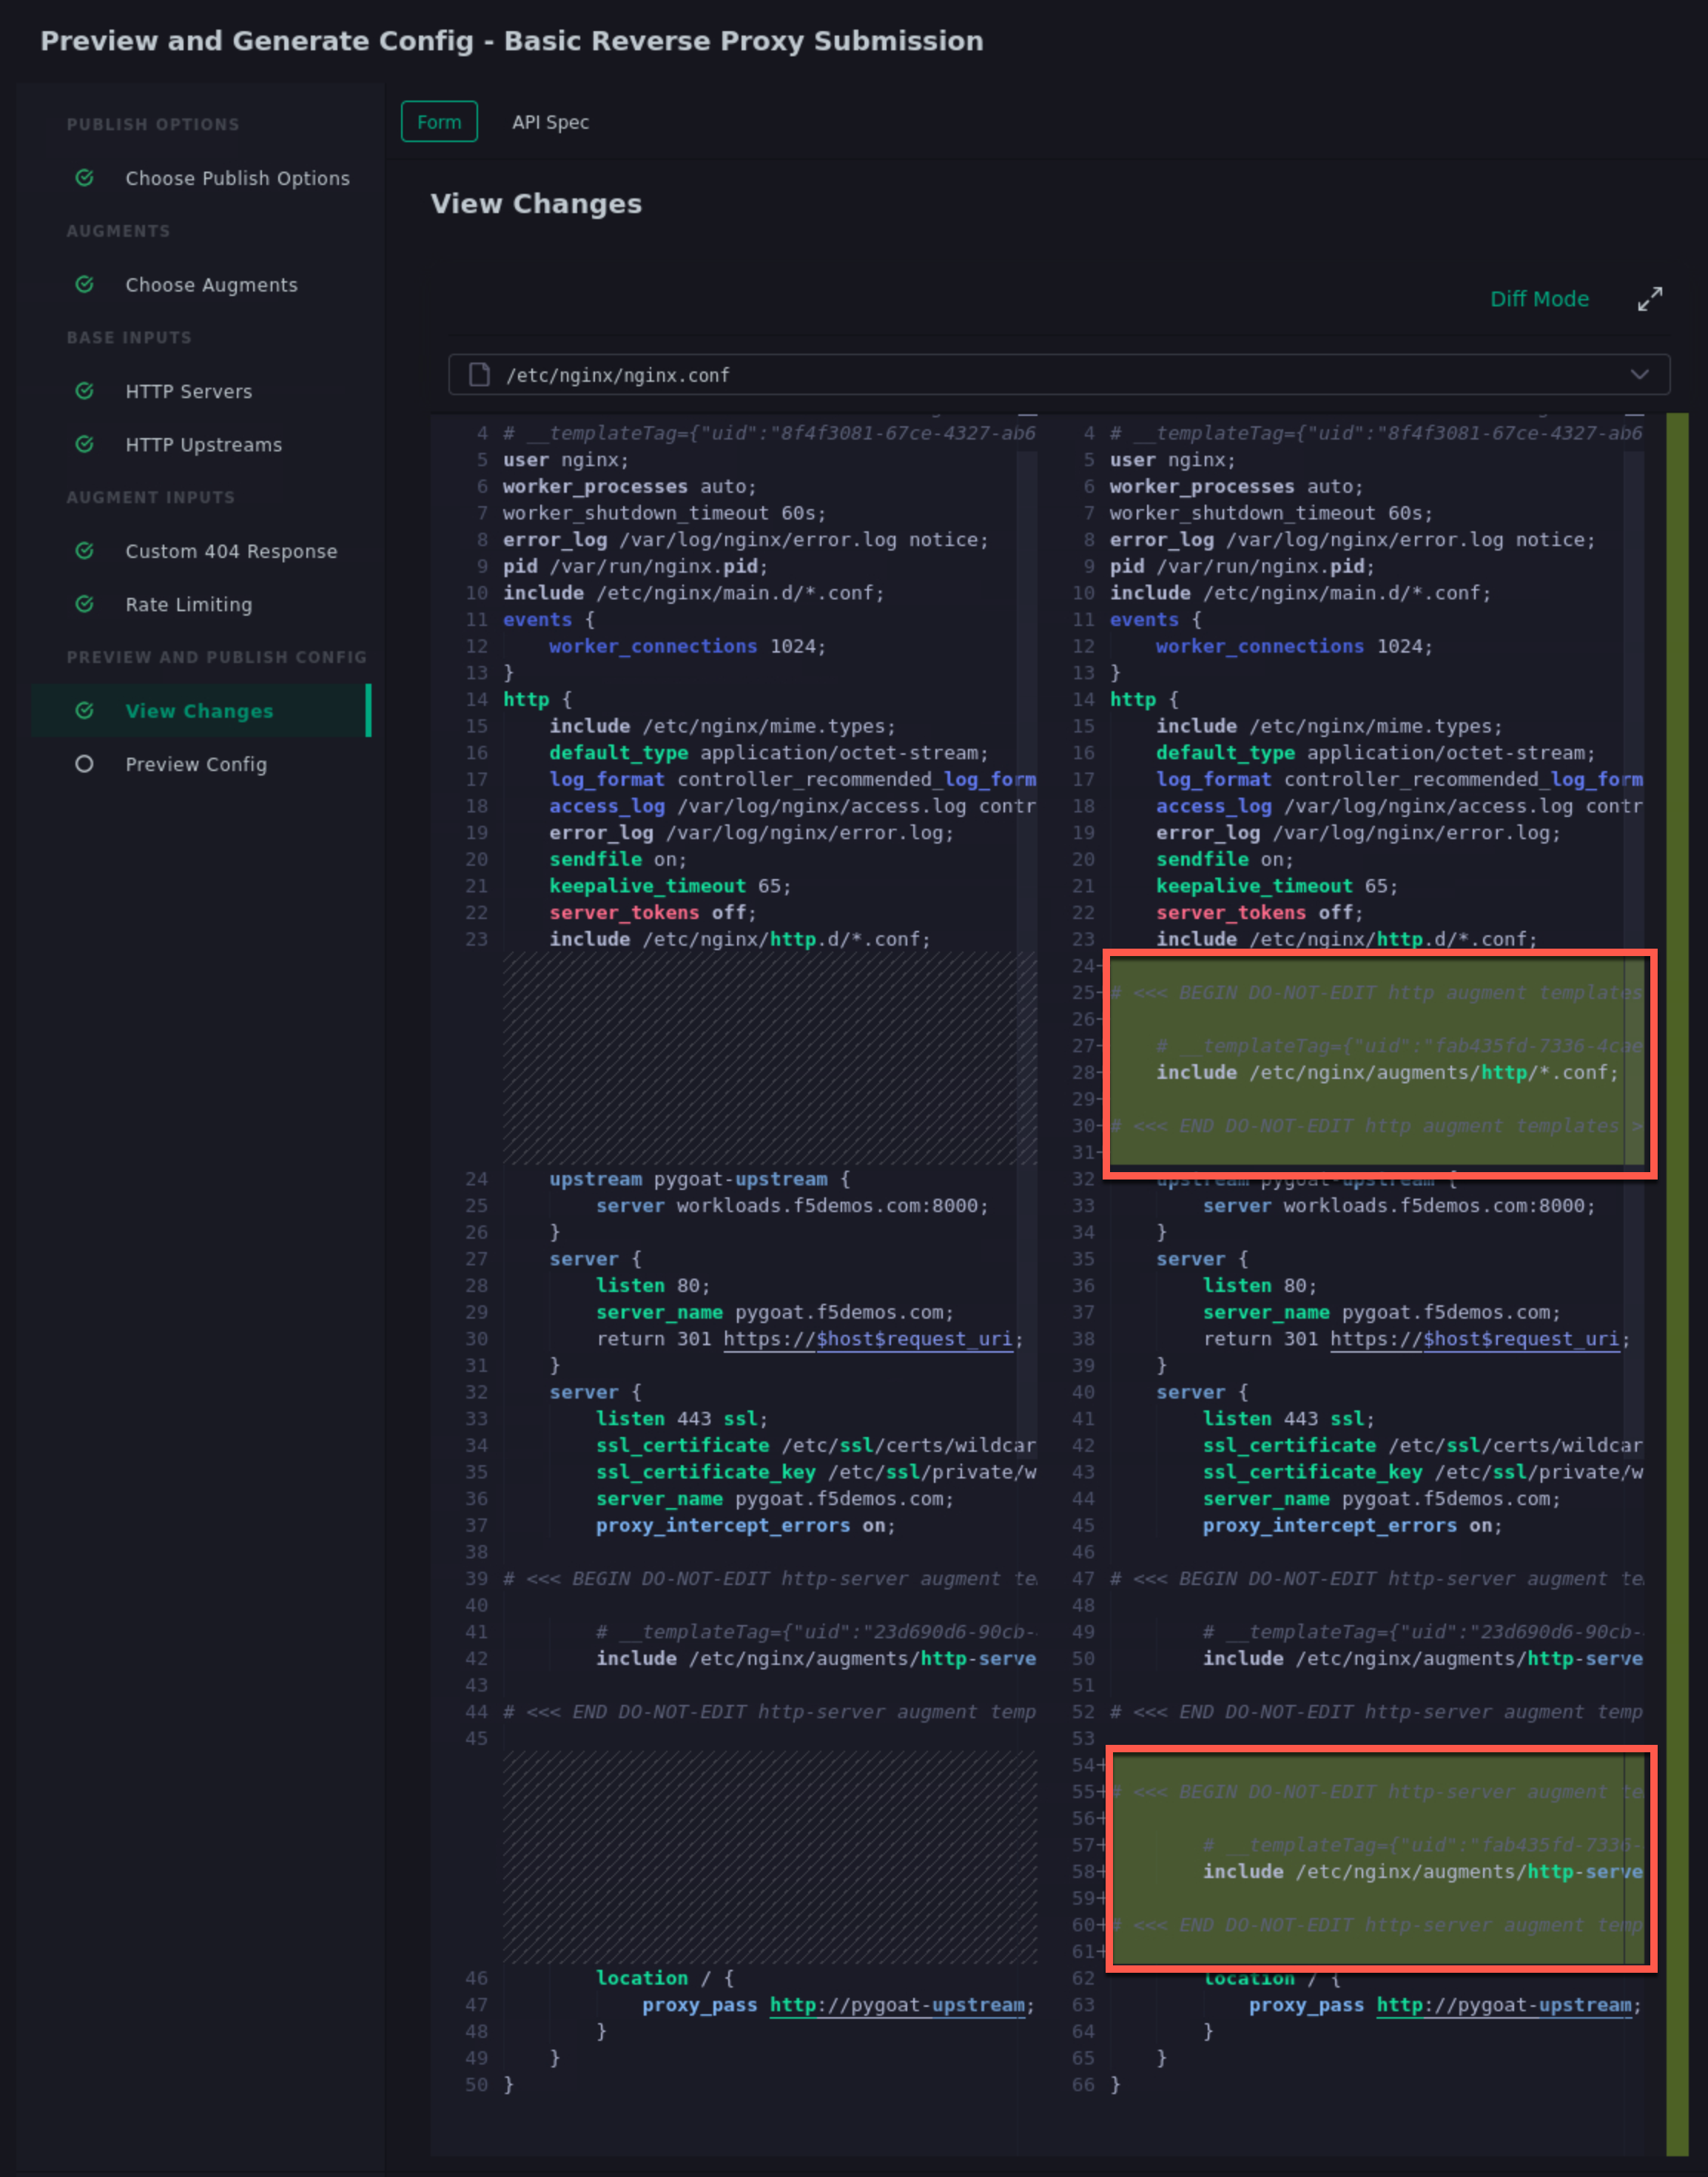 Preview and Generate Config - Basic Reverse Proxy Submission
PUBLISH OPTIONS
Choose Publish Options
AUGMENTS
Choose Augments
BASE INPUTS
HTTP Servers
HTTP Upstreams
AUGMENT INPUTS
Custom 404 Response
Rate Limiting
PREVIEW AND PUBLISH CONFIG
View Changes
Preview Config
Form
API Spec
View Changes
Diff Mode
/etc/nginx/nginx.conf
4 # __templateTag={"uid":"8f4f3081-67ce-4327-ab6
5 user nginx;
6 worker_processes auto;
7 worker_shutdown_timeout 60s;
8 error_log /var/log/nginx/error.log notice;
9 pid /var/run/nginx.pid;
10 include /etc/nginx/main.d/*.conf;
11 events {
12 worker_connections 1024;
13 }
14 http {
15 include /etc/nginx/mime.types;
16 default_type application/octet-stream;
17 log_format controller_recommended_log_form
18 access_log /var/log/nginx/access.log contr
19 error_log /var/log/nginx/error.log;
20 sendfile on;
21 keepalive_timeout 65;
22 server_tokens off;
23 include /etc/nginx/http.d/*.conf;
24 upstream pygoat-upstream {
25 server workloads.f5demos.com:8000;
26 }
27 server {
28 listen 80;
29 server_name pygoat.f5demos.com;
30 return 301 https://$host$request_uri;
31 }
32 server {
33 listen 443 ssl;
34 ssl_certificate /etc/ssl/certs/wildcar
35 ssl_certificate_key /etc/ssl/private/w
36 server_name pygoat.f5demos.com;
37 proxy_intercept_errors on;
38
39 # <<< BEGIN DO-NOT-EDIT http-server augment te
40
41 # __templateTag={"uid":"23d690d6-90cb-
42 include /etc/nginx/augments/http-serve
43
44 # <<< END DO-NOT-EDIT http-server augment temp
45
46 location / {
47 proxy_pass http://pygoat-upstream;
48 }
49 }
50 }
4 # __templateTag={"uid":"8f4f3081-67ce-4327-ab6
5 user nginx;
6 worker_processes auto;
7 worker_shutdown_timeout 60s;
8 error_log /var/log/nginx/error.log notice;
9 pid /var/run/nginx.pid;
10 include /etc/nginx/main.d/*.conf;
11 events {
12 worker_connections 1024;
13 }
14 http {
15 include /etc/nginx/mime.types;
16 default_type application/octet-stream;
17 log_format controller_recommended_log_form
18 access_log /var/log/nginx/access.log contr
19 error_log /var/log/nginx/error.log;
20 sendfile on;
21 keepalive_timeout 65;
22 server_tokens off;
23 include /etc/nginx/http.d/*.conf;
24
25 # <<< BEGIN DO-NOT-EDIT http augment templates
26
27 # __templateTag={"uid":"fab435fd-7336-4cae
28 include /etc/nginx/augments/http/*.conf;
29
30 # <<< END DO-NOT-EDIT http augment templates >
31
32 upstream pygoat-upstream {
33 server workloads.f5demos.com:8000;
34 }
35 server {
36 listen 80;
37 server_name pygoat.f5demos.com;
38 return 301 https://$host$request_uri;
39 }
40 server {
41 listen 443 ssl;
42 ssl_certificate /etc/ssl/certs/wildcar
43 ssl_certificate_key /etc/ssl/private/w
44 server_name pygoat.f5demos.com;
45 proxy_intercept_errors on;
46
47 # <<< BEGIN DO-NOT-EDIT http-server augment te
48
49 # __templateTag={"uid":"23d690d6-90cb-
50 include /etc/nginx/augments/http-serve
51
52 # <<< END DO-NOT-EDIT http-server augment temp
53
54+
55+ # <<< BEGIN DO-NOT-EDIT http-server augment te
56+
57+ # __templateTag={"uid":"fab435fd-7336-
58+ include /etc/nginx/augments/http-serve
59+
60+ # <<< END DO-NOT-EDIT http-server augment temp
61+
62 location / {
63 proxy_pass http://pygoat-upstream;
64 }
65 }
66 }